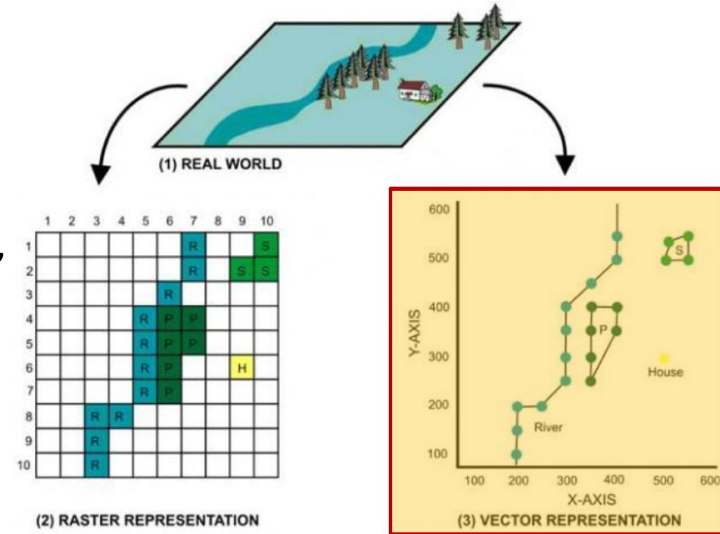 (1) REAL WORLD
,
1 2 3 4 5 6 7 8 9 10
1 R S
2 R S S
3 R
4 R P P
5 R P P
6 R P H
7 R P
8 R R
9 R
10 R
(2) RASTER REPRESENTATION
600
500
400
300
200
100
Y-AXIS
S
P
House
River
100 200 300 400 500 600
X-AXIS
(3) VECTOR REPRESENTATION